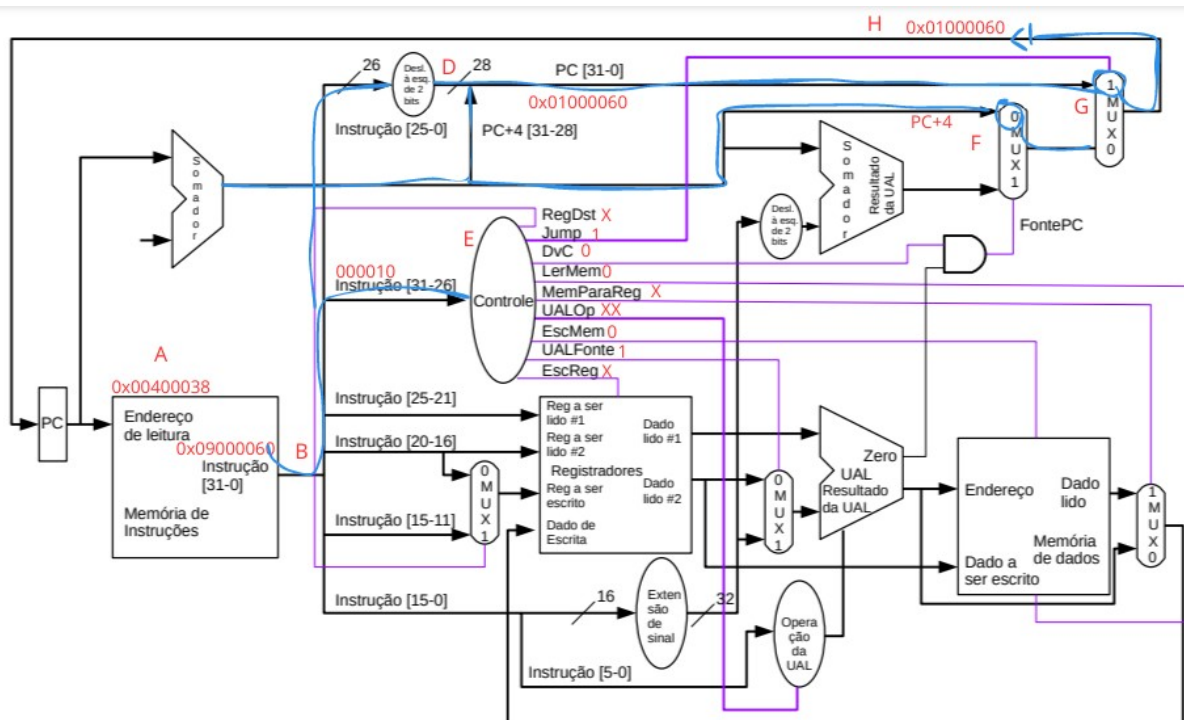 H 0x01000060
26
Desl.
à esq.
de 2
bits
D
28
PC [31-0]
0x01000060
Instrução [25-0]
PC+4 [31-28]
1
M
U
X
0
G
PC+4
F
0
M
U
X
1
S
o
m
a
d
o
r
S
o
m
a
d
o
r
Resultado
da UAL
Desl.
à esq.
de 2
bits
FontePC
E
Controle
RegDst X
Jump 1
DvC 0
LerMem 0
MemParaReg X
UALOp XX
EscMem 0
UALFonte 1
EscReg X
000010
Instrução [31-26]
A
0x00400038
PC
Endereço
de leitura
0x09000060
B
Instrução
[31-0]
Memória de
Instruções
Instrução [25-21]
Instrução [20-16]
0
M
U
X
1
Instrução [15-11]
Instrução [15-0]
Reg a ser
lido #1
Reg a ser
lido #2
Registradores
Reg a ser
escrito
Dado de
Escrita
Dado
lido #1
Dado
lido #2
0
M
U
X
1
Zero
UAL
Resultado
da UAL
Endereço
Dado
lido
Memória
de dados
Dado a
ser escrito
1
M
U
X
0
16
Exten
são
de
sinal
32
Opera
ção
da
UAL
Instrução [5-0]